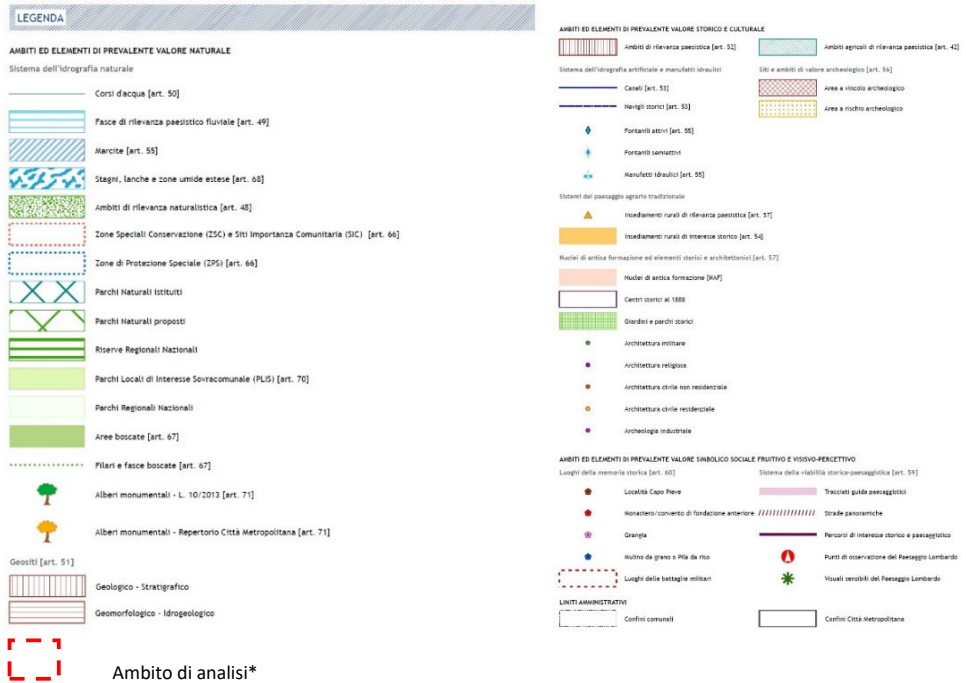 LEGENDA
AMBITI ED ELEMENTI DI PREVALENTE VALORE NATURALE
Sistema dell'idrografia naturale
Corsi d'acqua [art. 50]
Fasce di rilevanza paesistico fluviale [art. 49]
Marcite [art. 55]
Stagni, lanche e zone umide estese [art. 68]
Ambiti di rilevanza naturalistica [art. 48]
Zone Speciali Conservazione (ZSC) e Siti Importanza Comunitaria (SIC) [art. 66]
Zone di Protezione Speciale (ZPS) [art. 66]
Parchi Naturali Istituiti
Parchi Naturali proposti
Riserve Regionali Nazionali
Parchi Locali di Interesse Sovracomunale (PLIS) [art. 70]
Parchi Regionali Nazionali
Aree boscate [art. 67]
Filari e fasce boscate [art. 67]
Alberi monumentali - L. 10/2013 [art. 71]
Alberi monumentali - Repertorio Città Metropolitana [art. 71]
Geositi [art. 51]
Geologico - Stratigrafico
Geomorfologico - Idrogeologico
Ambito di analisi*
AMBITI ED ELEMENTI DI PREVALENTE VALORE STORICO E CULTURALE
Ambiti di rilevanza paesistica [art. 52]
Ambiti agricoli di rilevanza paesistica [art. 42]
Sistema dell'idrografia artificiale e manufatti idraulici
Siti e ambiti di valore archeologico [art. 56]
Canali [art. 53]
Area a vincolo archeologico
Navigli storici [art. 53]
Area a rischio archeologico
Fontanili attivi [art. 55]
Fontanili semiattivi
Manufatti idraulici [art. 55]
Sistemi del paesaggio agrario tradizionale
Insediamenti rurali di rilevanza paesistica [art. 57]
Insediamenti rurali di interesse storico [art. 54]
Nuclei di antica formazione ed elementi storici e architettonici [art. 57]
Nuclei di antica formazione [NAF]
Centri storici al 1888
Giardini e parchi storici
Architettura militare
Architettura religiosa
Architettura civile non residenziale
Architettura civile residenziale
Archeologia industriale
AMBITI ED ELEMENTI DI PREVALENTE VALORE SIMBOLICO SOCIALE FRUITIVO E VISIVO-PERCETTIVO
Luoghi della memoria storica [art. 60]
Sistema della viabilità storica-paesaggistica [art. 59]
Località Capo Pieve
Tracciati guida paesaggistici
Monastero/convento di fondazione anteriore
Strade panoramiche
Grangia
Percorsi di interesse storico e paesaggistico
Mulino da grano o Pila da riso
Punti di osservazione del Paesaggio Lombardo
Luoghi delle battaglie militari
Visuali sensibili del Paesaggio Lombardo
LIMITI AMMINISTRATIVI
Confini comunali
Confini Città Metropolitana